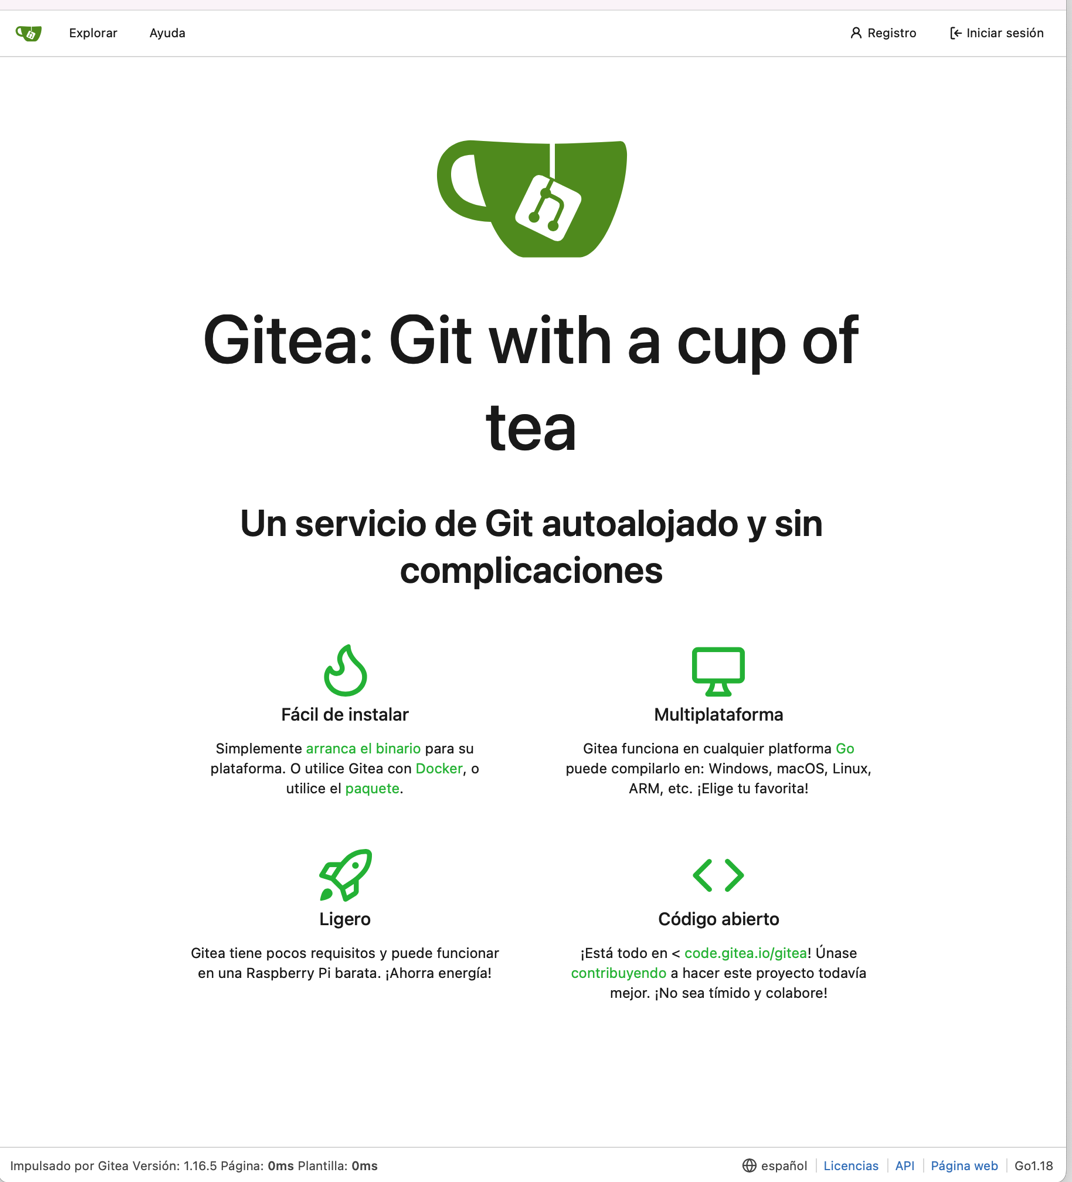 Explorar Ayuda Registro Iniciar sesión
Gitea: Git with a cup of
tea
Un servicio de Git autoalojado y sin
complicaciones
Fácil de instalar
Simplemente arranca el binario para su
plataforma. O utilice Gitea con Docker, o
utilice el paquete.
Multiplataforma
Gitea funciona en cualquier platforma Go
puede compilarlo en: Windows, macOS, Linux,
ARM, etc. ¡Elige tu favorita!
Ligero
Gitea tiene pocos requisitos y puede funcionar
en una Raspberry Pi barata. ¡Ahorra energía!
Código abierto
¡Está todo en < code.gitea.io/gitea! Únase
contribuyendo a hacer este proyecto todavía
mejor. ¡No sea tímido y colabore!
Impulsado por Gitea Versión: 1.16.5 Página: 0ms Plantilla: 0ms español Licencias API Página web Go1.18